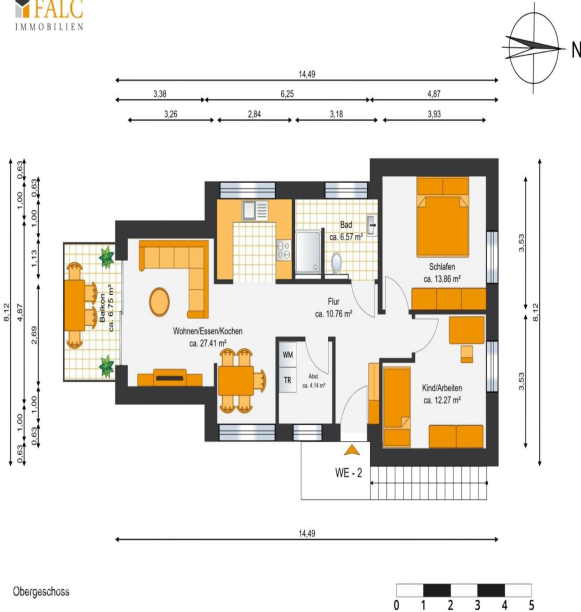 FALC
IMMOBILIEN
N
14,49
3,38 6,25 4,87
3,26 2,84 3,18 3,93
0,63
1,00
4,87
1,00
0,63
0,63
1,00
1,13
2,69
1,00
0,63
8,12
Bad
ca. 6.57 m²
Schlafen
ca. 13.86 m²
3,53
3,53
8,12
Flur
ca. 10.76 m²
Balkon
ca. 6.75 m²
Wohnen/Essen/Kochen
ca. 27.41 m²
WM
TR
Abst.
ca. 4.14 m²
Kind/Arbeiten
ca. 12.27 m²
3,53
3,53
WE - 2
14,49
Obergeschoss
0 1 2 3 4 5